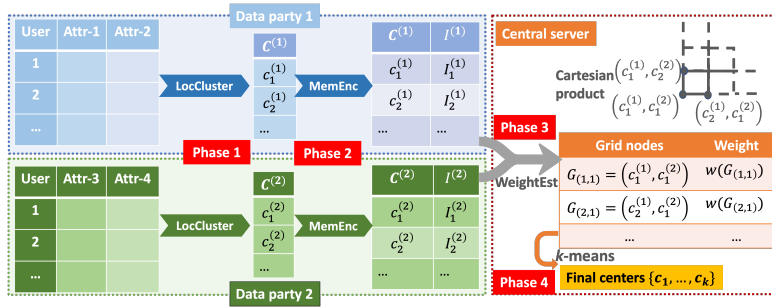 Data party 1
User Attr-1 Attr-2
1
2
...
LocCluster
C^(1)
c_1^(1)
c_2^(1)
...
MemEnc
C^(1) I^(1)
c_1^(1) I_1^(1)
c_2^(1) I_2^(1)
... ...
Phase 1
Phase 2
User Attr-3 Attr-4
1
2
...
LocCluster
C^(2)
c_1^(2)
c_2^(2)
...
MemEnc
C^(2) I^(2)
c_1^(2) I_1^(2)
c_2^(2) I_2^(2)
... ...
Data party 2
Central server
Cartesian
product
(c_1^(1), c_2^(2))
(c_1^(1), c_1^(2))
(c_2^(1), c_1^(2))
Phase 3
WeightEst
Grid nodes Weight
G_(1,1) = (c_1^(1), c_1^(2)) w(G_(1,1))
G_(2,1) = (c_2^(1), c_1^(2)) w(G_(2,1))
... ...
k-means
Phase 4
Final centers {c_1, ..., c_k}